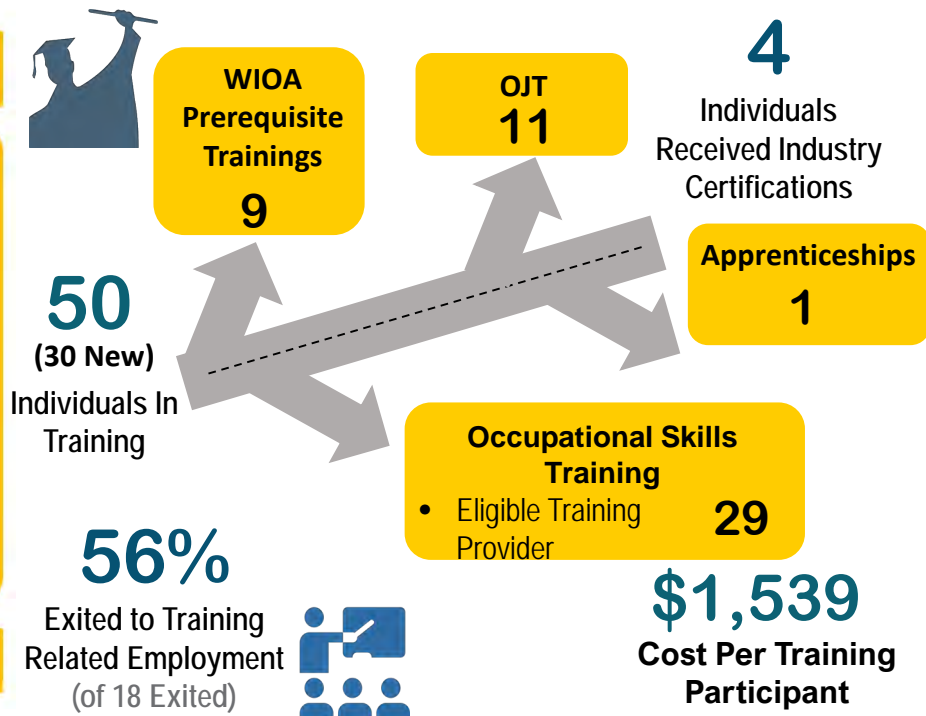 WIOA
Prerequisite
Trainings
9
OJT
11
4
Individuals
Received Industry
Certifications
Apprenticeships
1
50
(30 New)
Individuals In
Training
Occupational Skills
Training
• Eligible Training
Provider
29
56%
Exited to Training
Related Employment
(of 18 Exited)
$1,539
Cost Per Training
Participant